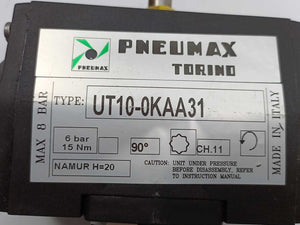 PNEUMAX
PNEUMAX
TORINO
MAX 8 BAR
TYPE:
UT10-0KAA31
MADE IN ITALY
6 bar
15 Nm
90°
CH.11
NAMUR H=20
CAUTION: UNIT UNDER PRESSURE
BEFORE DISASSEMBLY, REFER
TO INSTRUCTION MANUAL